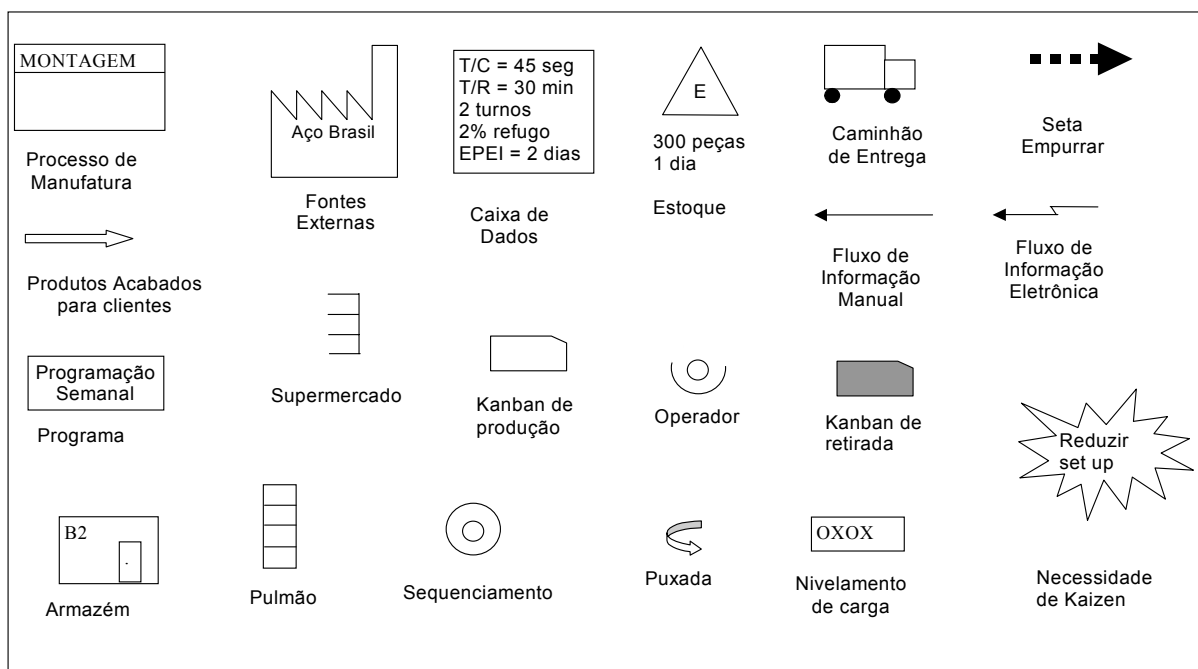 MONTAGEM
Processo de
Manufatura
Aço Brasil
Fontes
Externas
T/C = 45 seg
T/R = 30 min
2 turnos
2% refugo
EPEI = 2 dias
Caixa de
Dados
E
300 peças
1 dia
Estoque
Caminhão
de Entrega
Seta
Empurrar
Produtos Acabados
para clientes
Fluxo de
Informação
Manual
Fluxo de
Informação
Eletrônica
Programação
Semanal
Programa
Supermercado
Kanban de
produção
Operador
Kanban de
retirada
Reduzir
set up
Necessidade
de Kaizen
B2
Armazém
Pulmão
Sequenciamento
Puxada
OXOX
Nivelamento
de carga